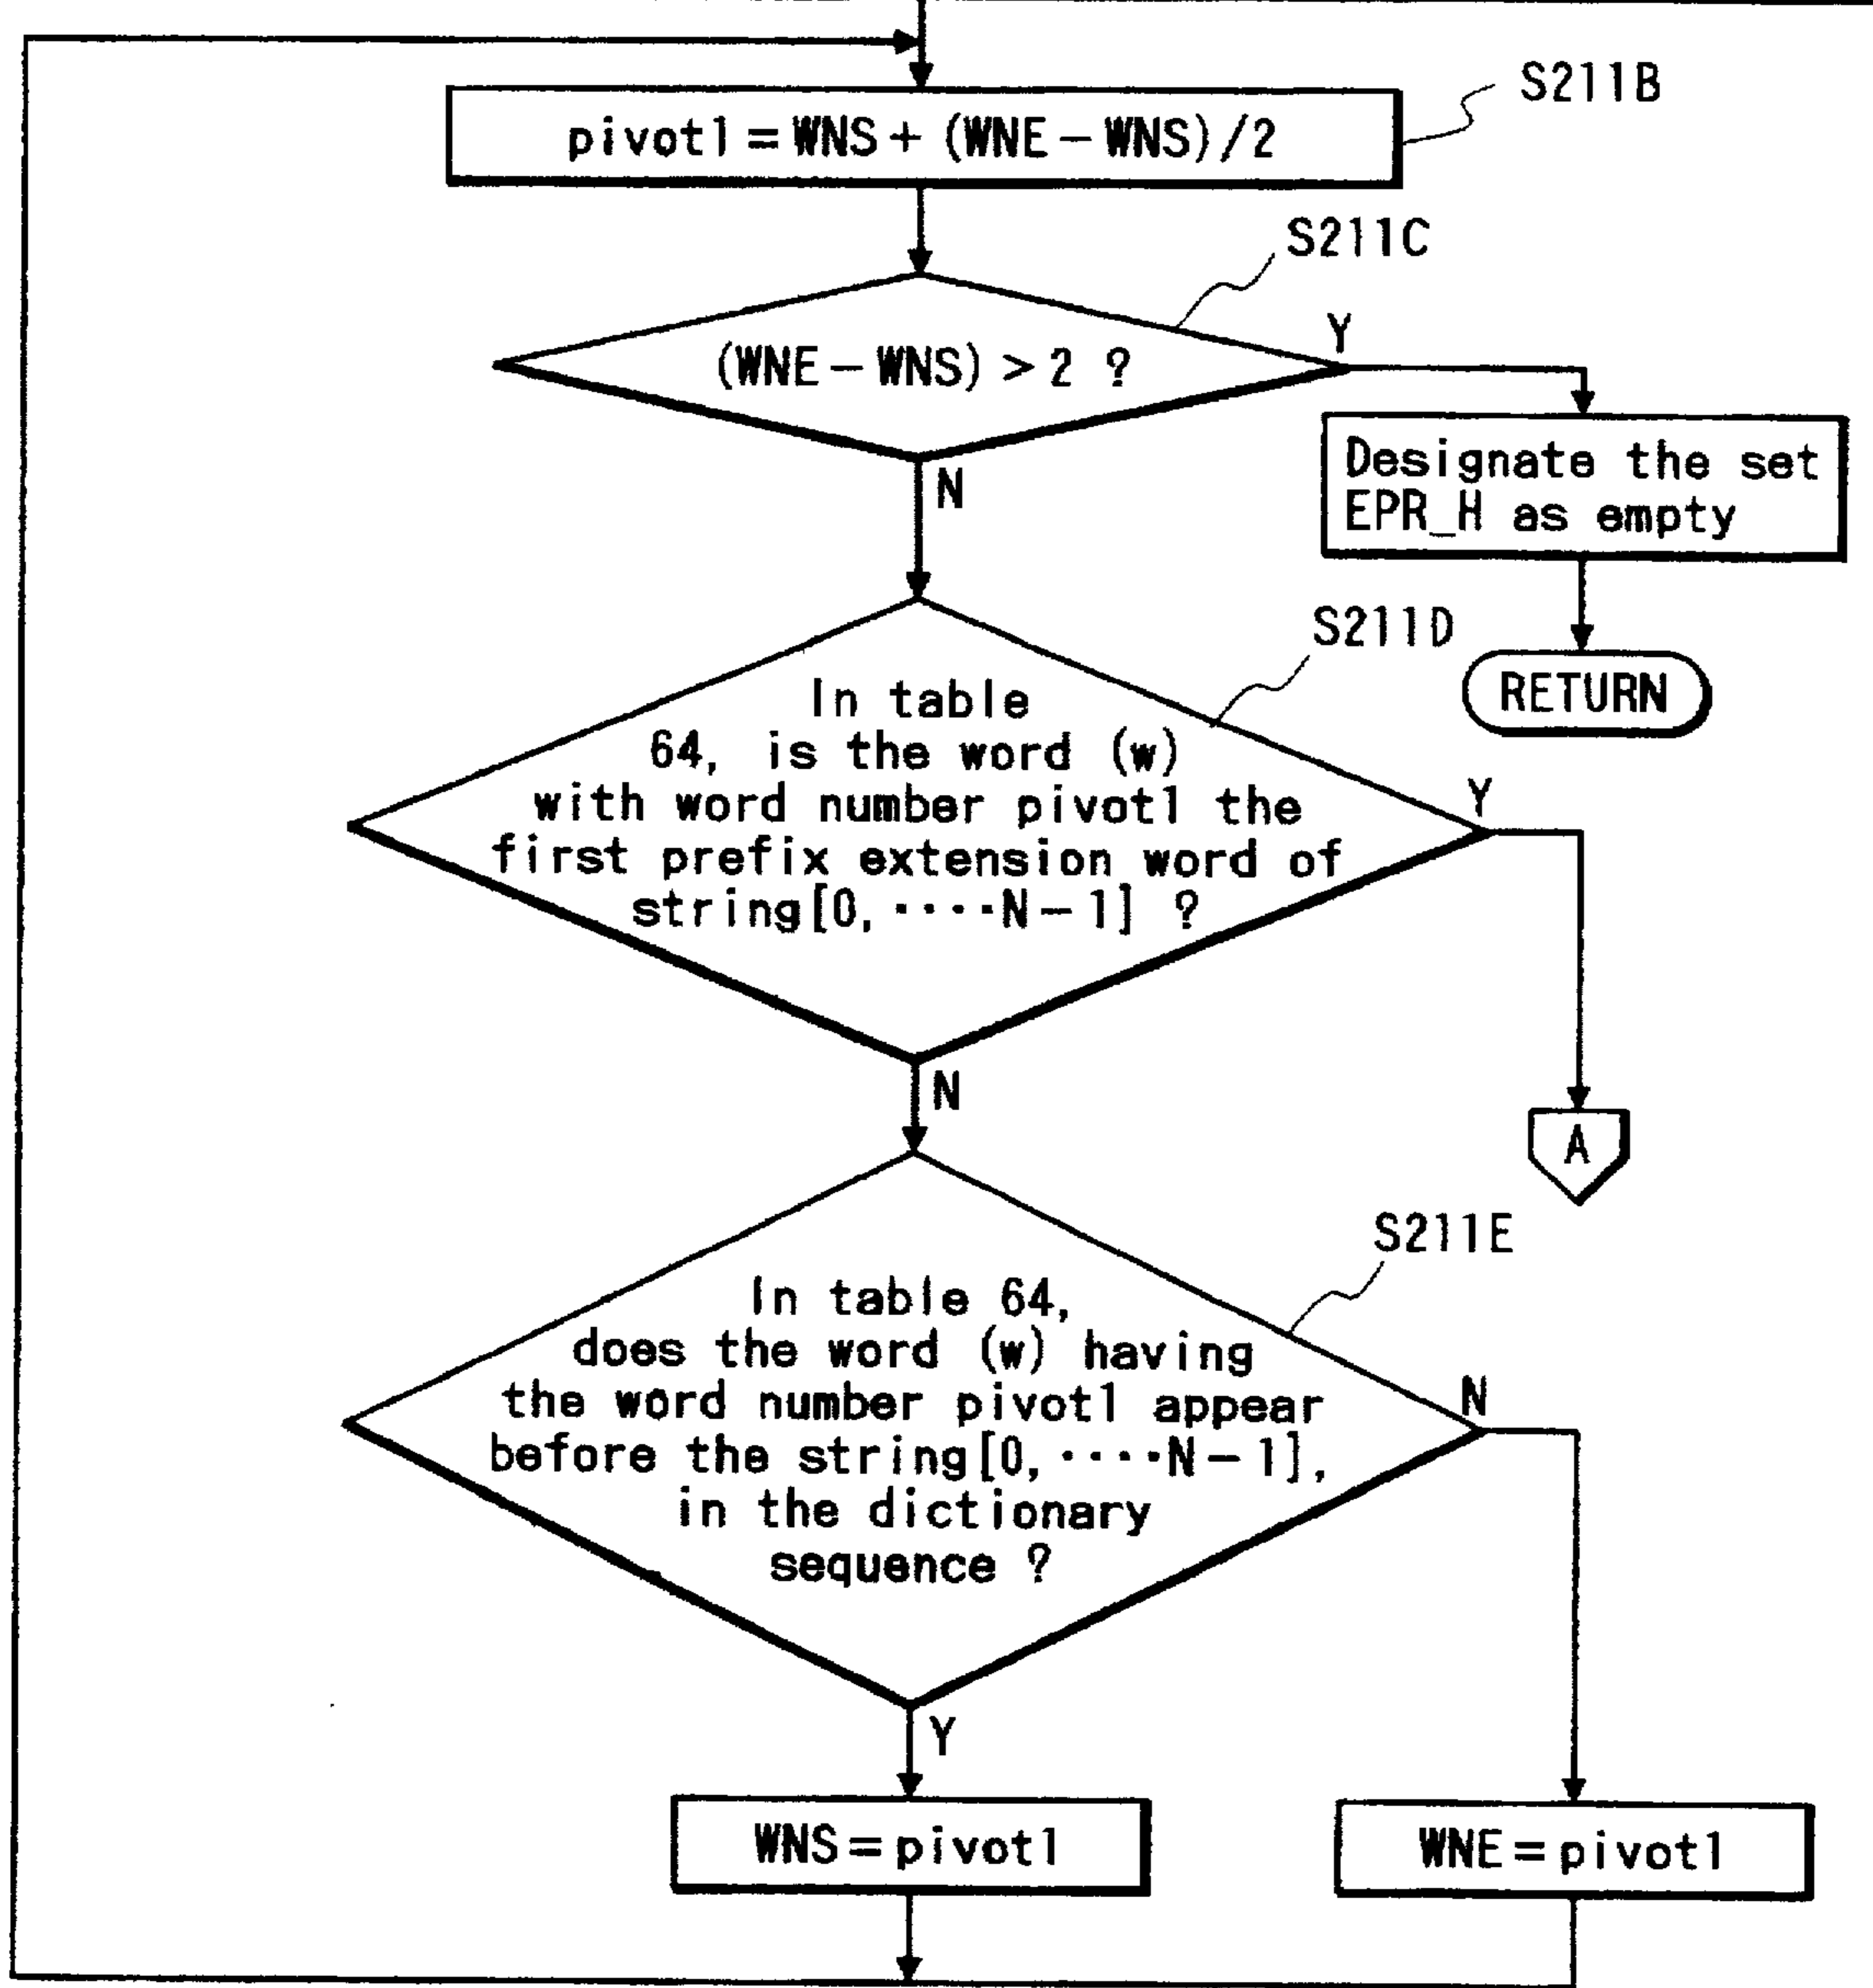 S211B
pivot1 = WNS + (WNE - WNS)/2
S211C
(WNE - WNS) > 2 ?
Y
N
Designate the set
EPR_H as empty
RETURN
S211D
In table
64, is the word (w)
with word number pivot1 the
first prefix extension word of
string[0, ····N - 1] ?
Y
N
A
S211E
In table 64,
does the word (w) having
the word number pivot1 appear
before the string[0, ····N - 1],
in the dictionary
sequence ?
N
Y
WNS = pivot1
WNE = pivot1